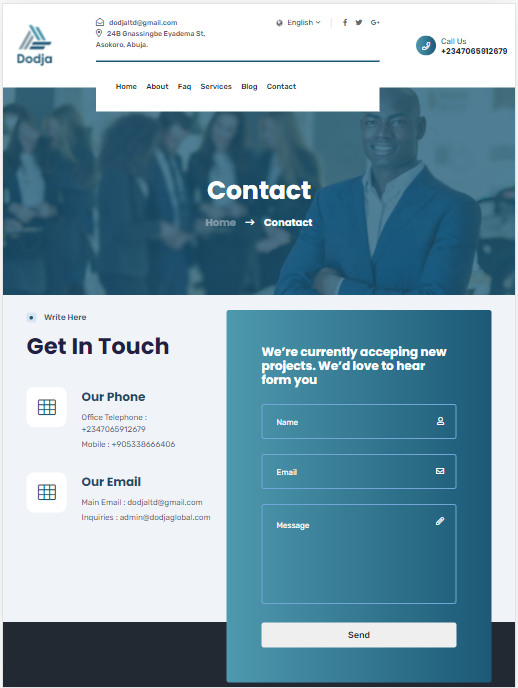 Dodja
dodjaltd@gmail.com
24B Gnassingbe Eyadema St,
Asokoro, Abuja.
English
G+
Call Us
+2347065912679
Home About Faq Services Blog Contact
Contact
Home → Conatact
Write Here
Get In Touch
Our Phone
Office Telephone :
+2347065912679
Mobile : +905338666406
Our Email
Main Email : dodjaltd@gmail.com
Inquiries : admin@dodjaglobal.com
We're currently acceping new
projects. We'd love to hear
form you
Name
Email
Message
Send